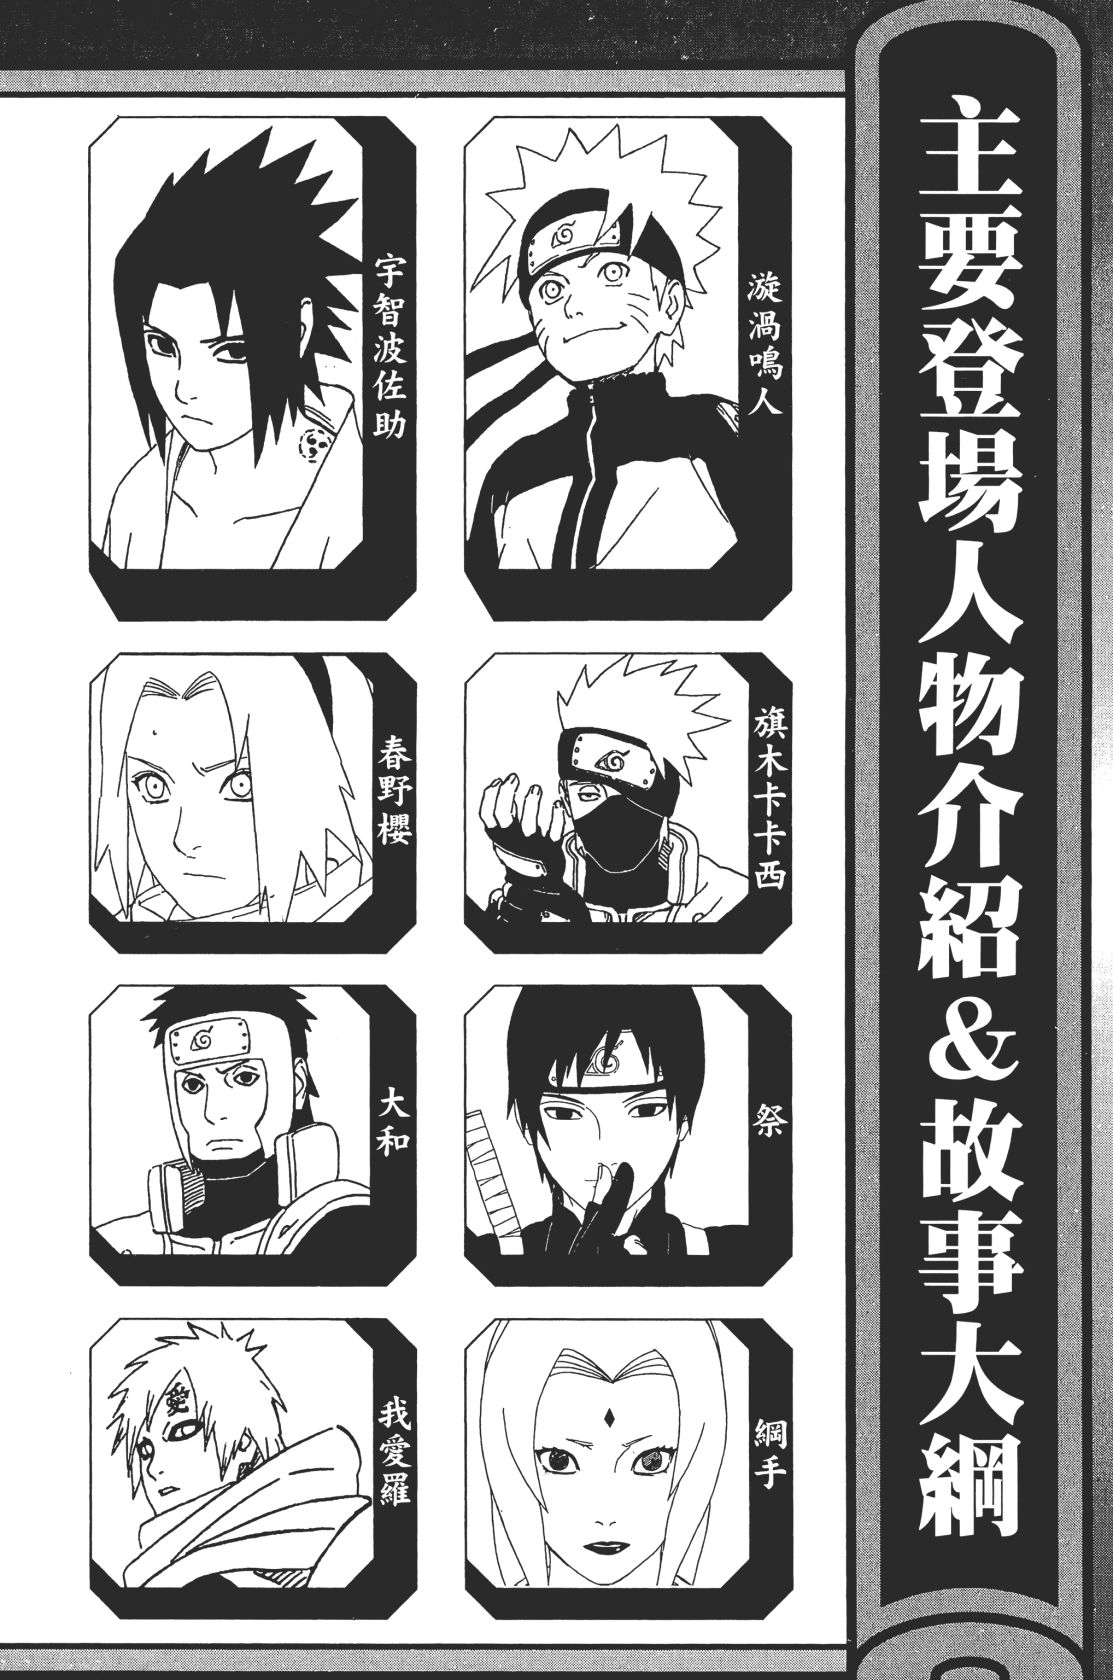 主要登場人物介紹&故事大綱
漩渦鳴人
宇智波佐助
旗木卡卡西
春野櫻
祭
大和
綱手
我愛羅
愛